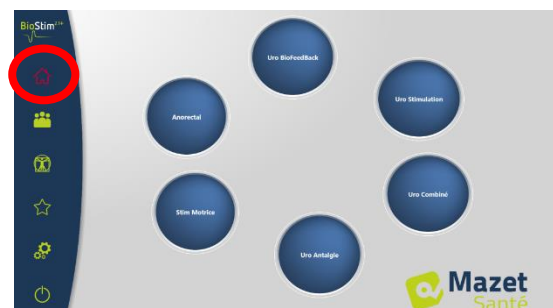 BioStim
Uro BioFeedBack
Uro Stimulation
Anorectal
Uro Combiné
Stim Motrice
Uro Antalgie
Mazet
Santé